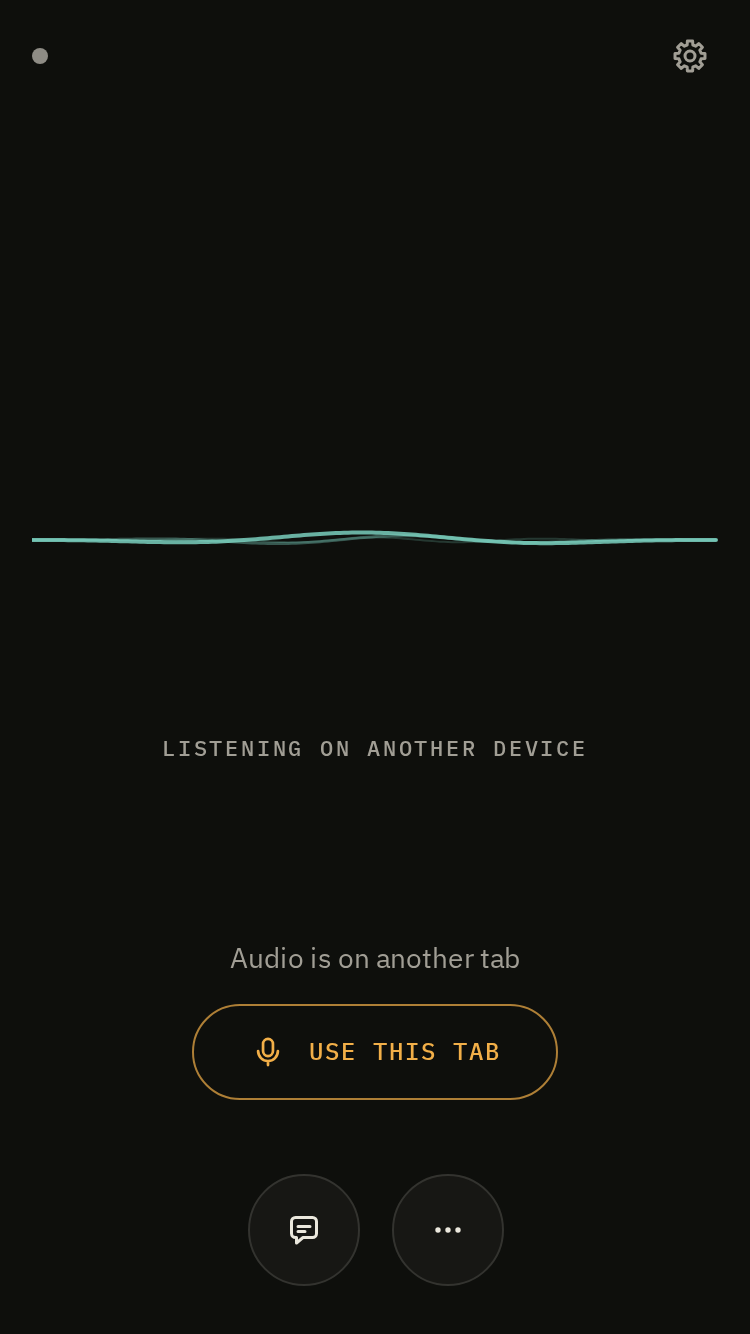 LISTENING ON ANOTHER DEVICE
Audio is on another tab
USE THIS TAB